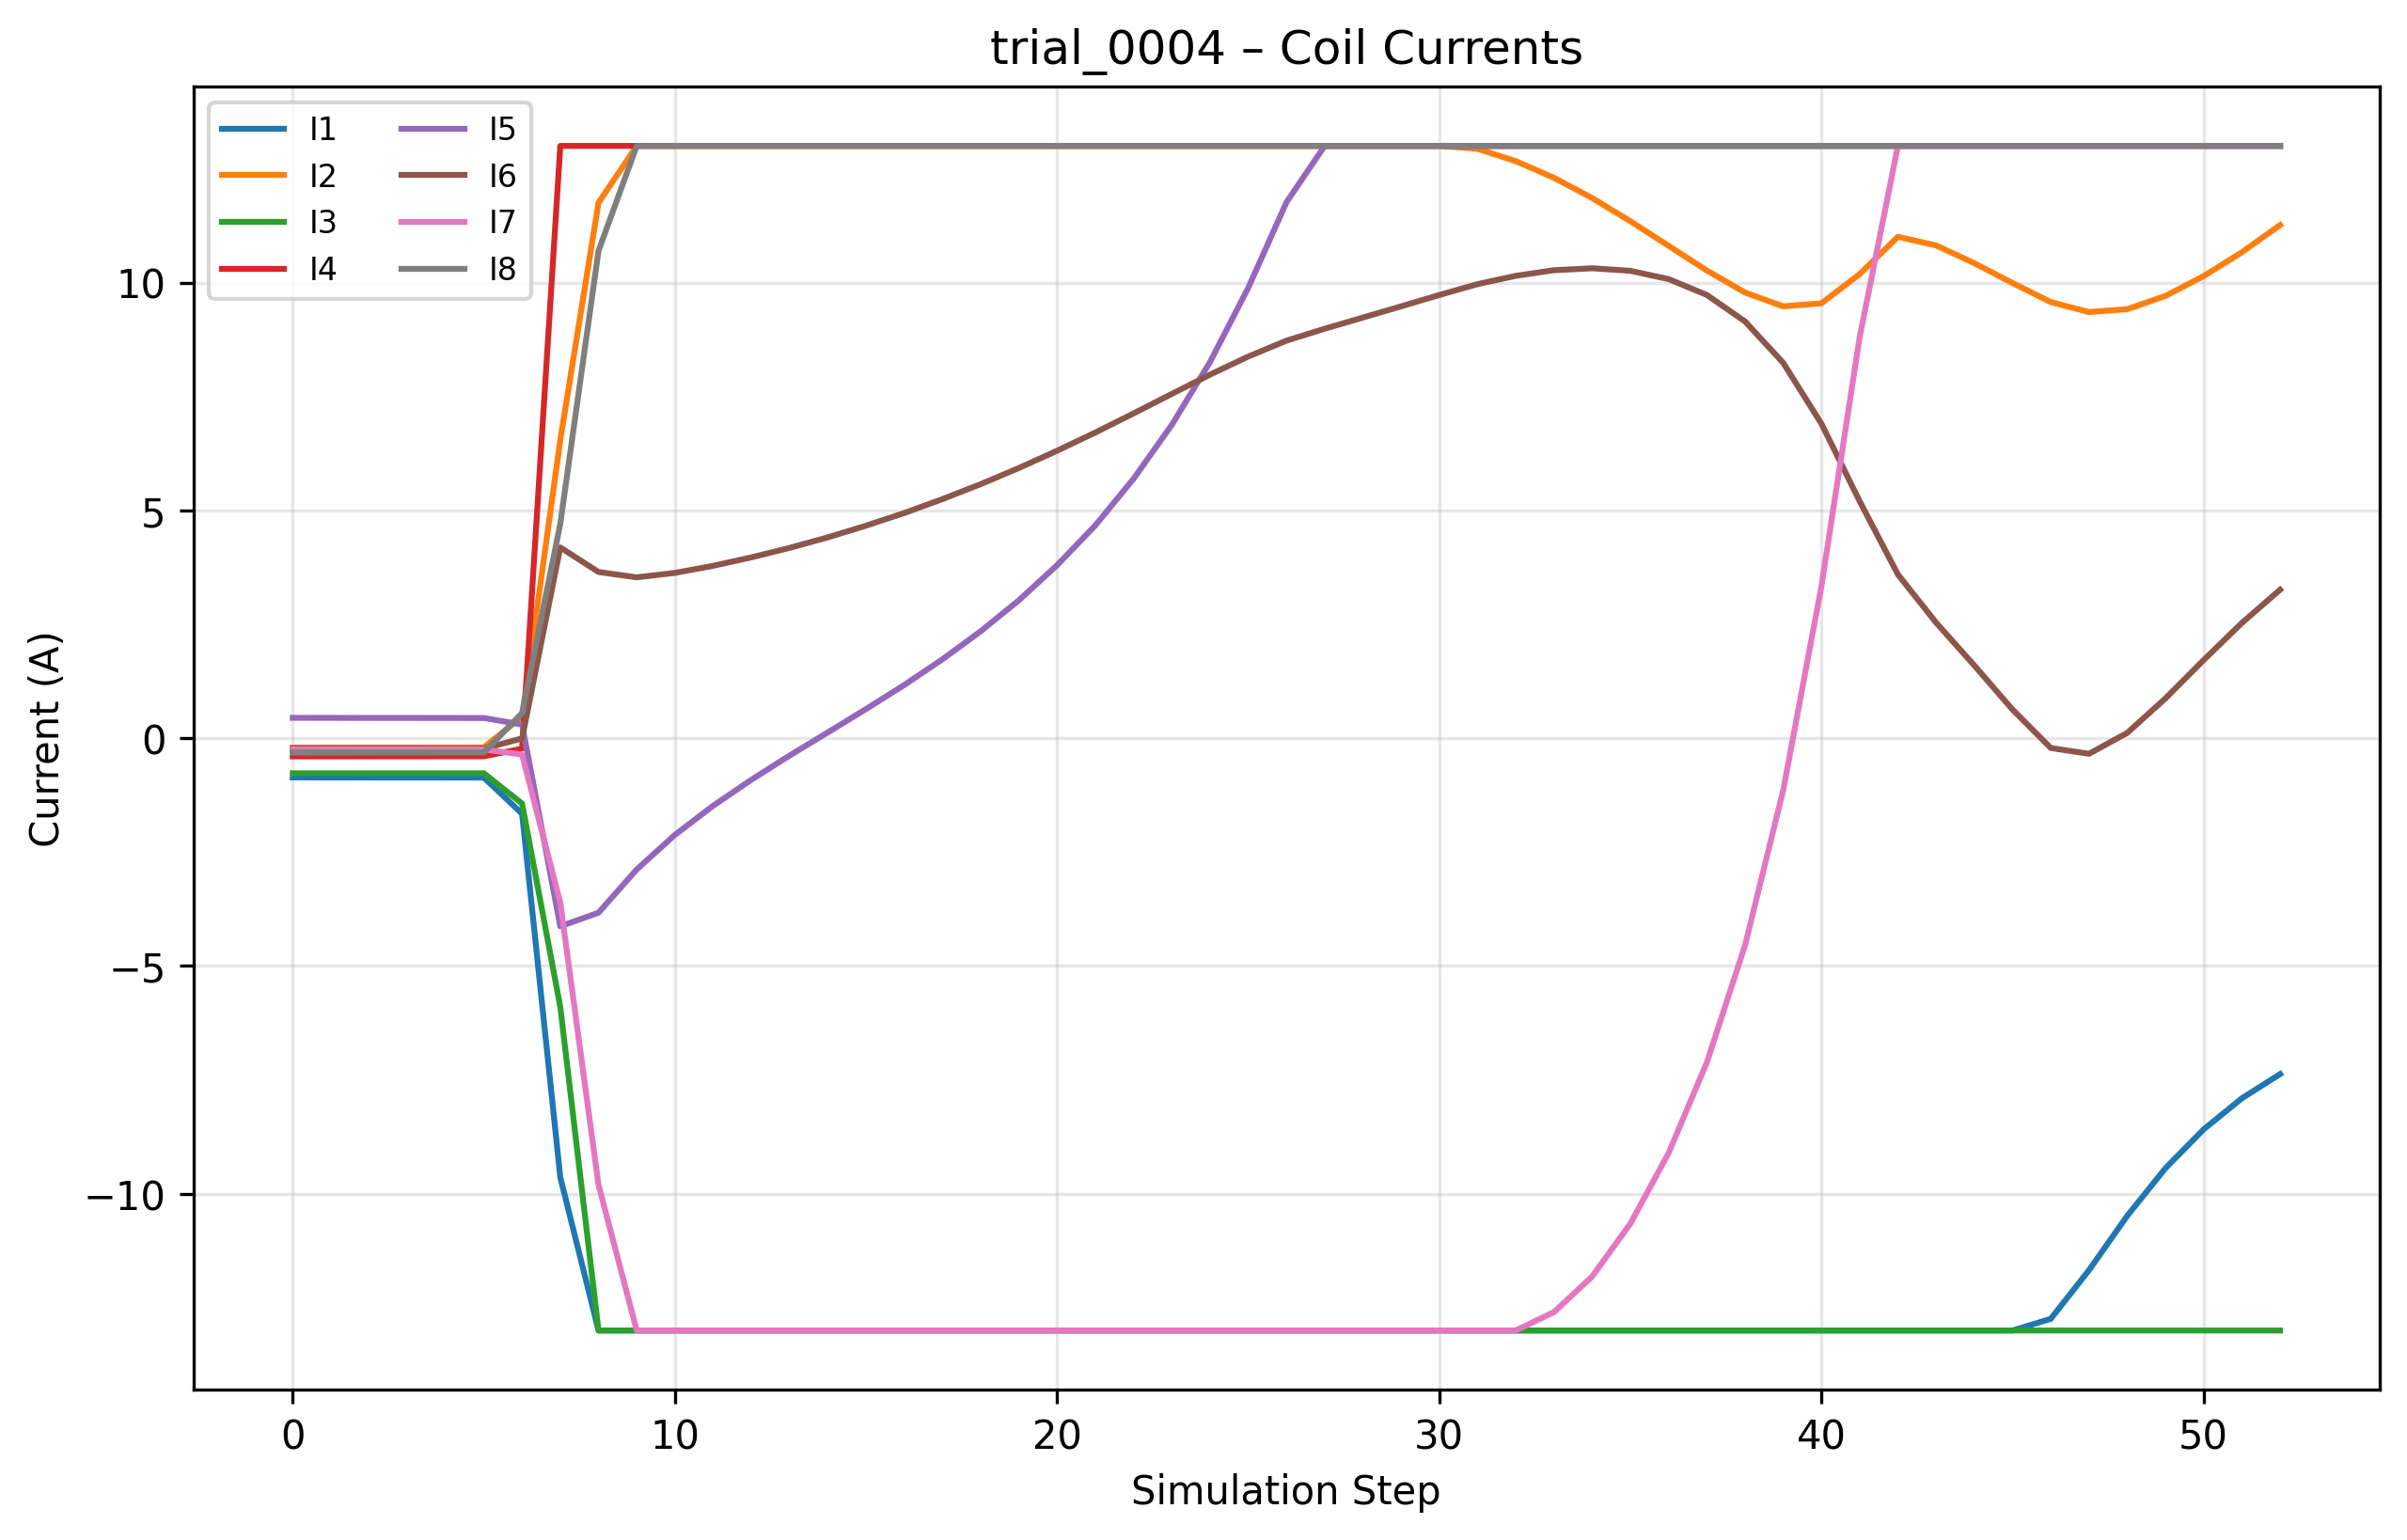 trial_0004 – Coil Currents
I1 I5
I2 I6
I3 I7
I4 I8
10
5
0
−5
−10
Current (A)
0 10 20 30 40 50
Simulation Step